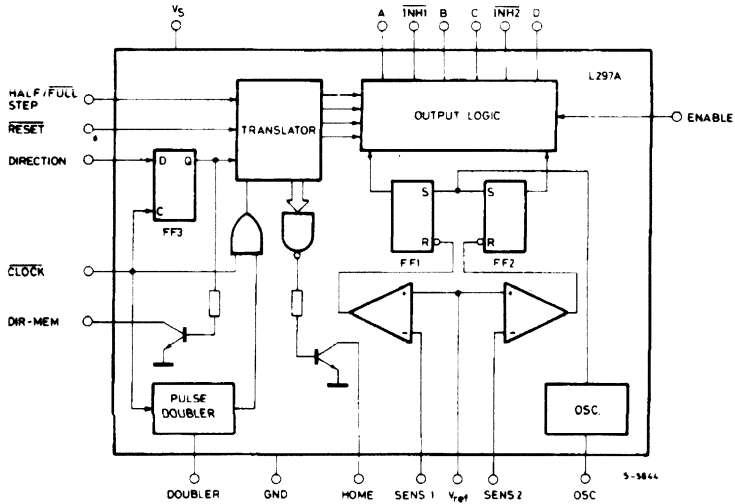 VS
A INH1 B C INH2 D
L297A
HALF/FULL
STEP
RESET
DIRECTION
CLOCK
DIR-MEM
TRANSLATOR
OUTPUT LOGIC
ENABLE
D Q
C
FF3
S
R
FF1
S
R
FF2
+
-
+
-
PULSE
DOUBLER
OSC.
S-5844
DOUBLER GND HOME SENS 1 Vref SENS 2 OSC